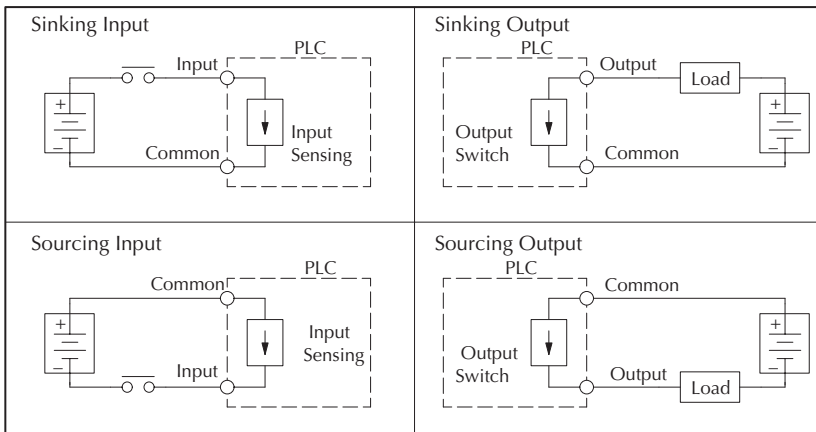 Sinking Input
PLC
Input
+
–
Input
Sensing
Common
Sinking Output
PLC
Output
Load
+
–
Output
Switch
Common
Sourcing Input
PLC
Common
+
–
Input
Sensing
Input
Sourcing Output
PLC
Common
+
–
Output
Switch
Output
Load